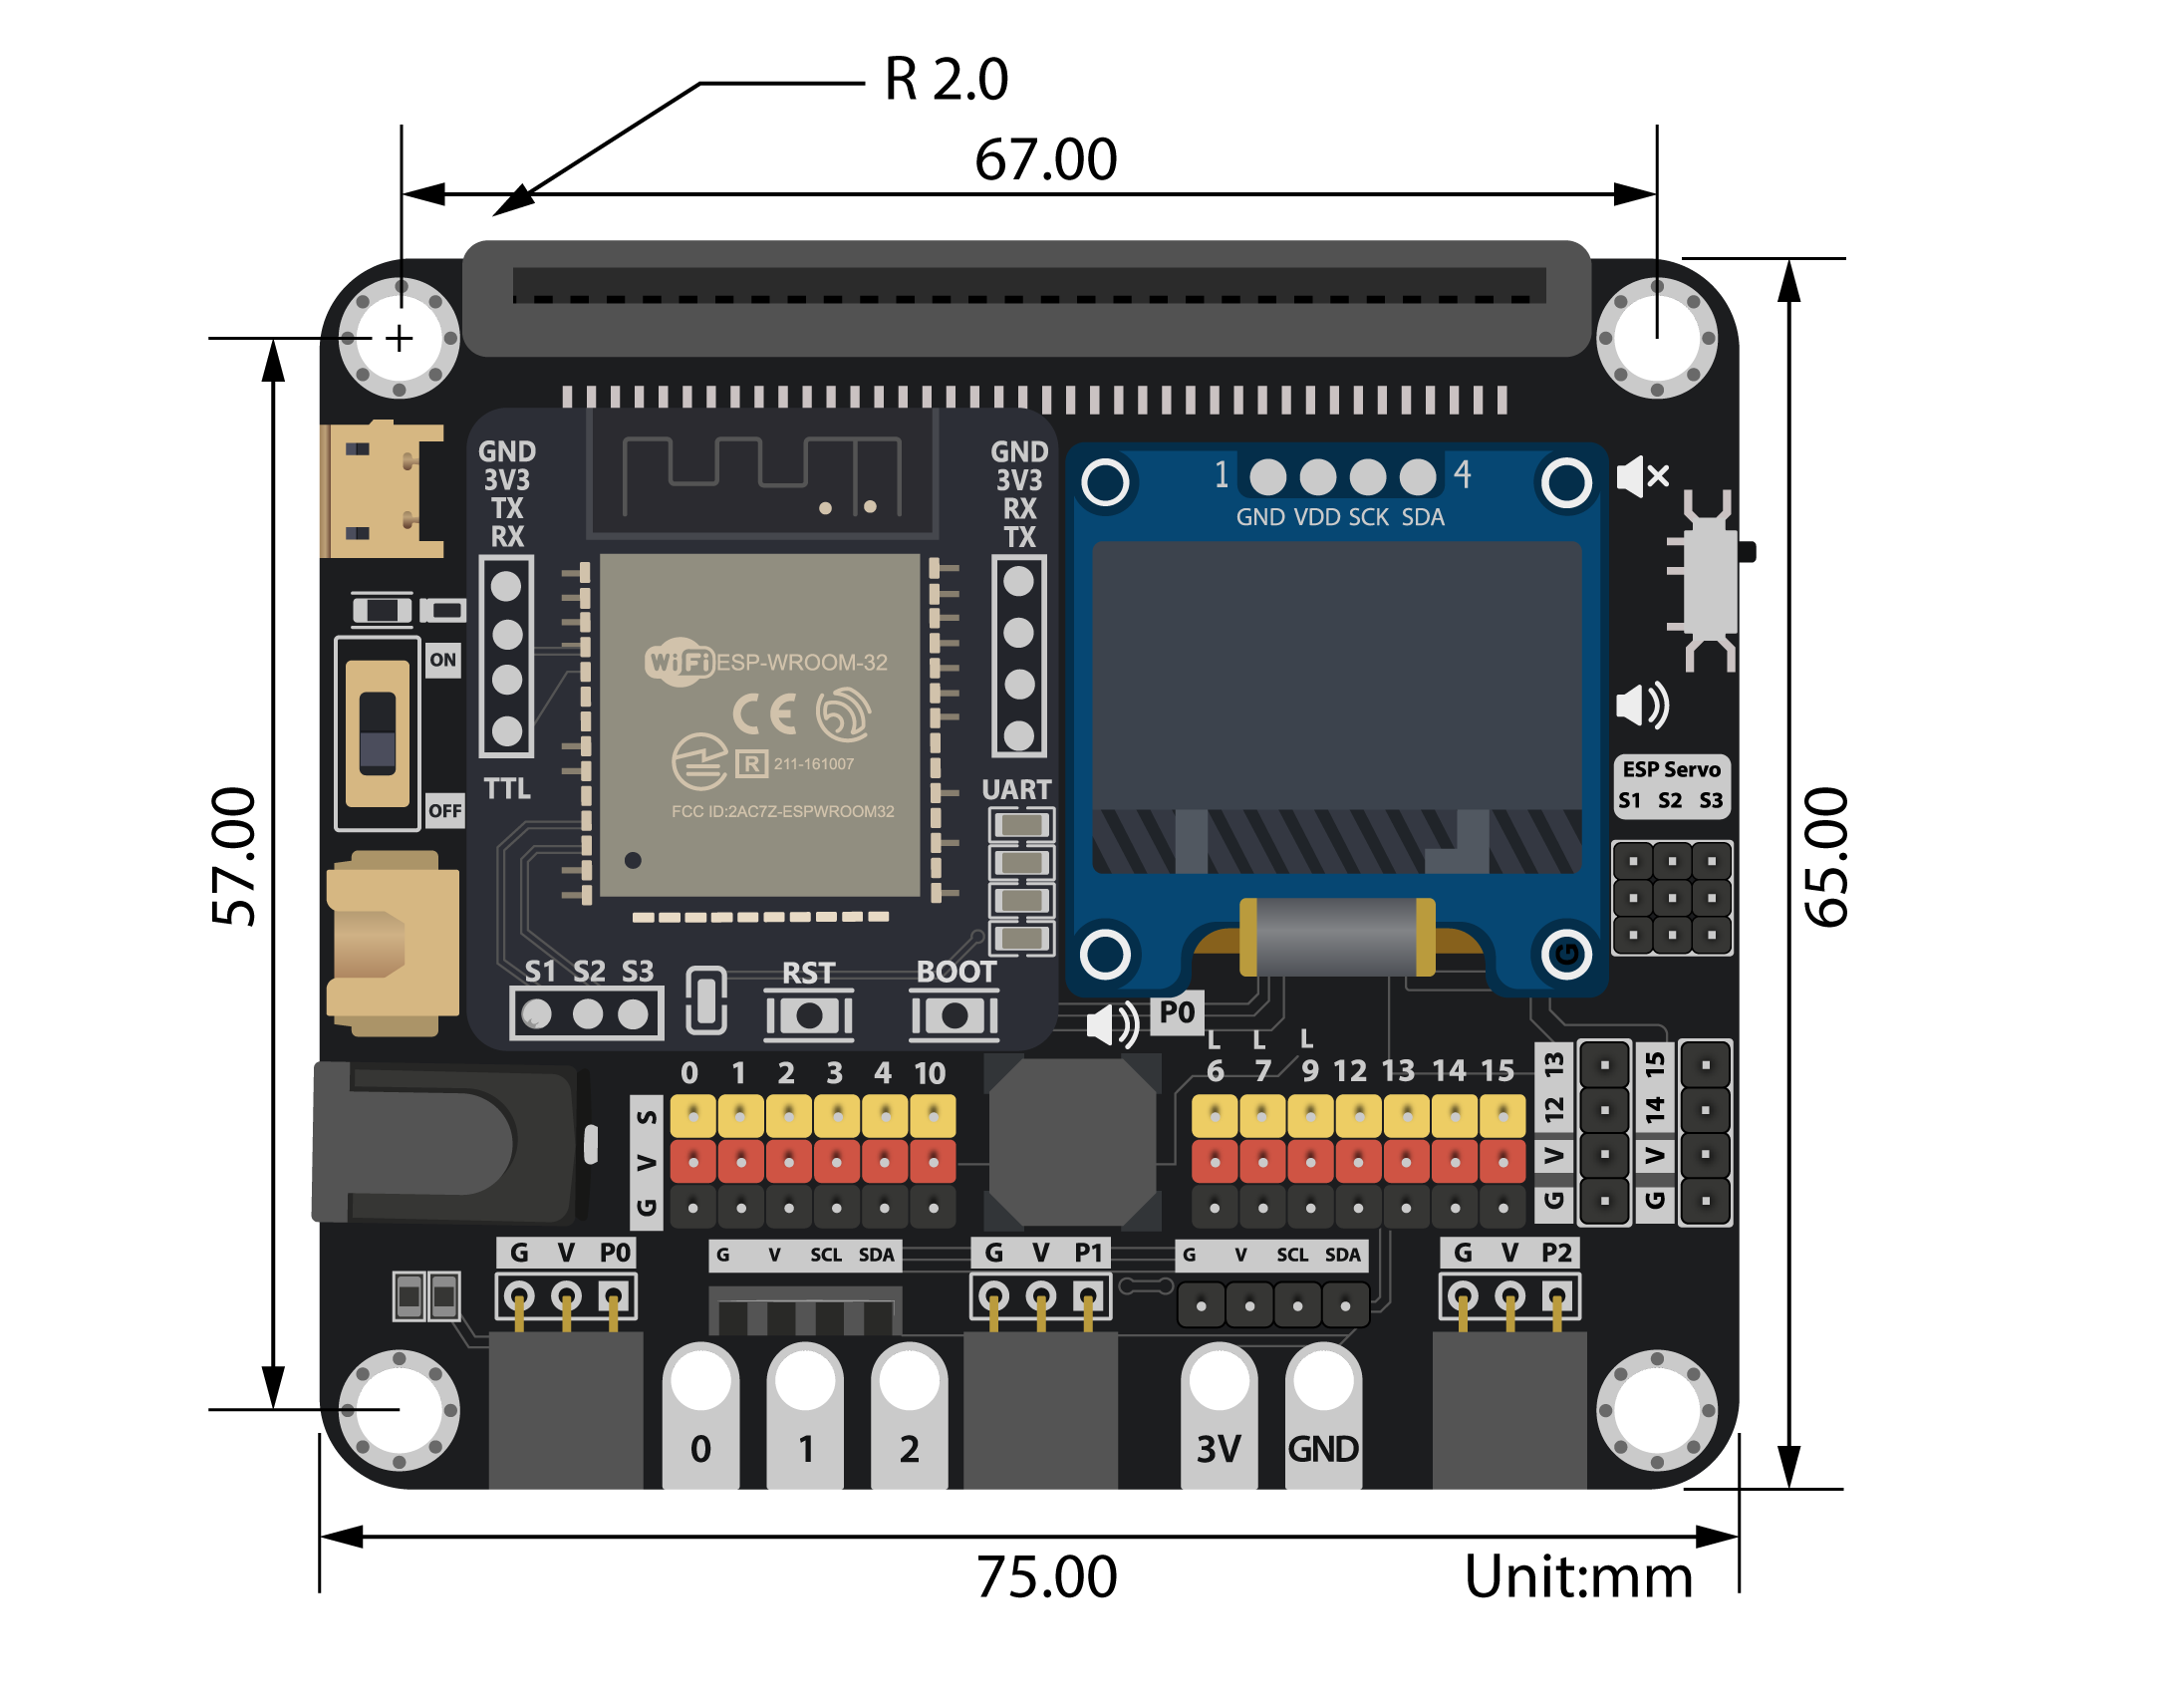 R 2.0
67.00
57.00
65.00
GND
3V3
TX
RX
TTL
GND
3V3
RX
TX
UART
1
4
GND VDD SCK SDA
WiFi ESP-WROOM-32
CE
R 211-161007
FCC ID:2AC7Z-ESPWROOM32
ON
OFF
ESP Servo
S1 S2 S3
G
S1 S2 S3
RST
BOOT
P0
L L L
0 1 2 3 4 10
6 7 9 12 13 14 15
S
V
G
13
12
V
G
15
14
V
G
G V P0
G V SCL SDA
G V P1
G V SCL SDA
G V P2
0 1 2 3V GND
75.00
Unit:mm